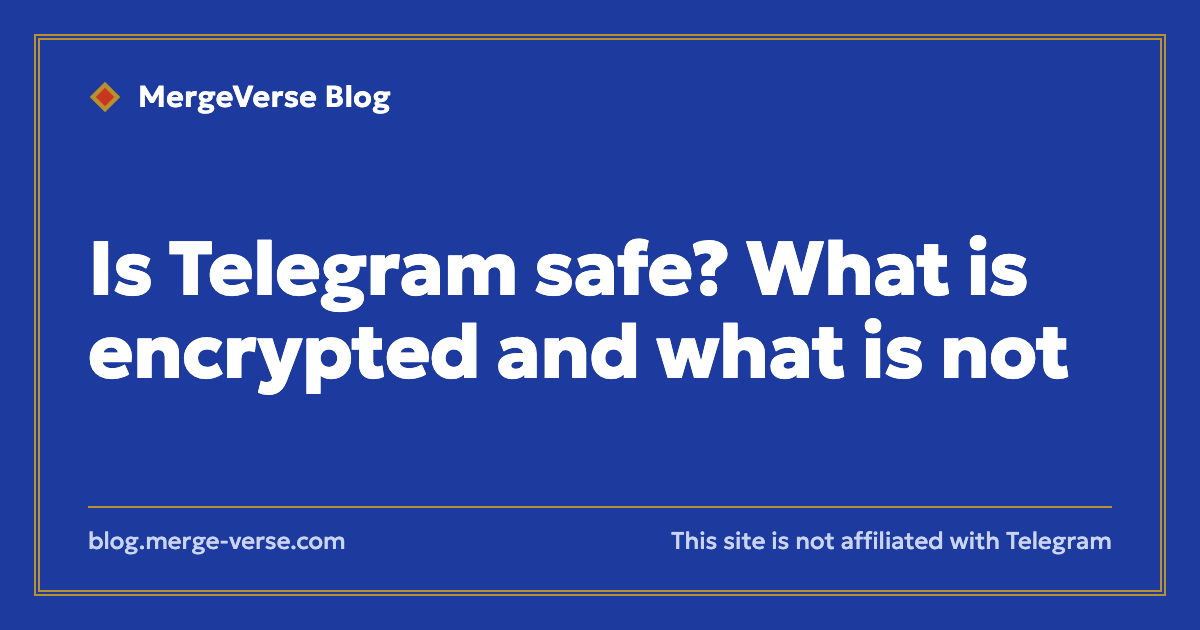 MergeVerse Blog
Is Telegram safe? What is
encrypted and what is not
blog.merge-verse.com
This site is not affiliated with Telegram